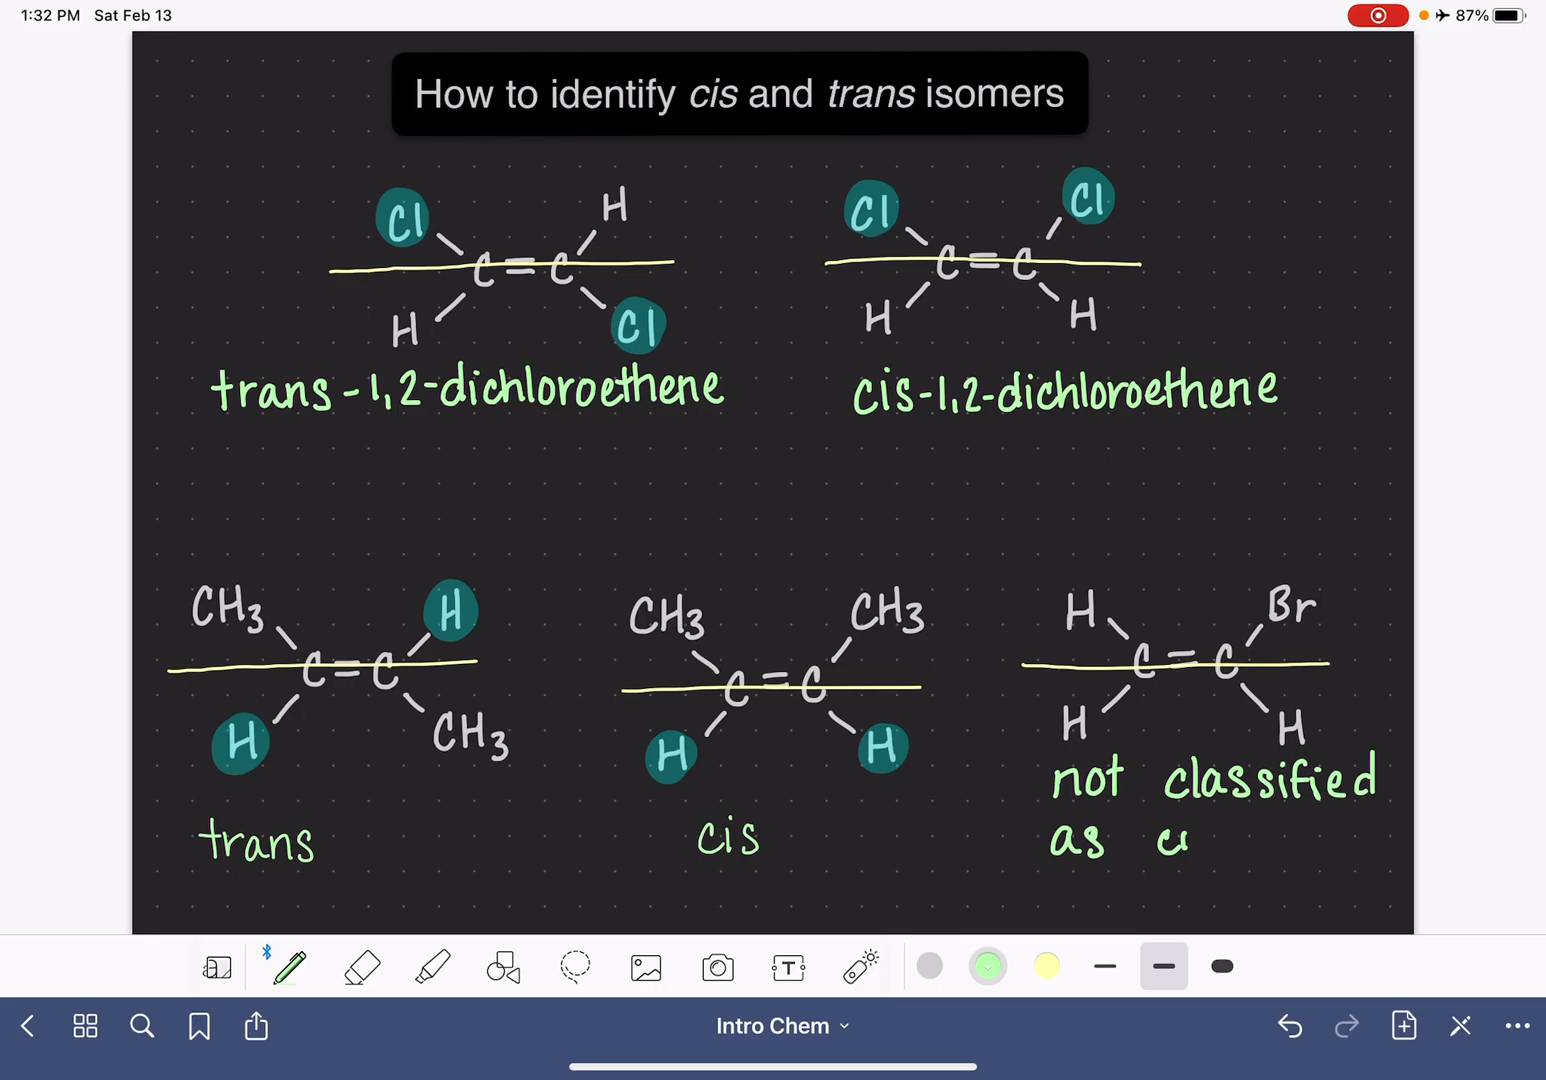 1:32 PM Sat Feb 13
87%
How to identify cis and trans isomers
Cl H
C=C
H Cl
trans-1,2-dichloroethene
Cl Cl
C=C
H H
cis-1,2-dichloroethene
CH3 H
C=C
H CH3
trans
CH3 CH3
C=C
H H
cis
H Br
C=C
H H
not classified
as ci
T
Intro Chem